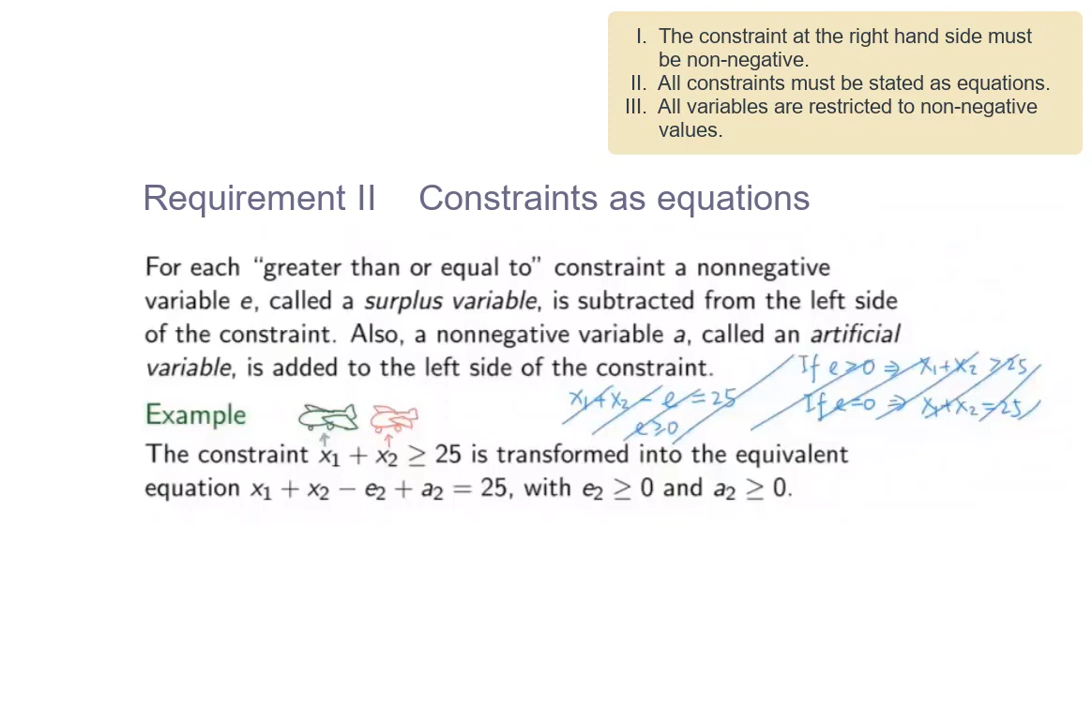 I. The constraint at the right hand side must
be non-negative.
II. All constraints must be stated as equations.
III. All variables are restricted to non-negative
values.
Requirement II Constraints as equations
For each “greater than or equal to” constraint a nonnegative
variable e, called a surplus variable, is subtracted from the left side
of the constraint. Also, a nonnegative variable a, called an artificial
variable, is added to the left side of the constraint.
If e>0 ⇒ x₁+x₂ >25
x₁+x₂ - e = 25
If e=0 ⇒ x₁+x₂=25
e≥0
Example
The constraint x₁ + x₂ ≥ 25 is transformed into the equivalent
equation x₁ + x₂ − e₂ + a₂ = 25, with e₂ ≥ 0 and a₂ ≥ 0.